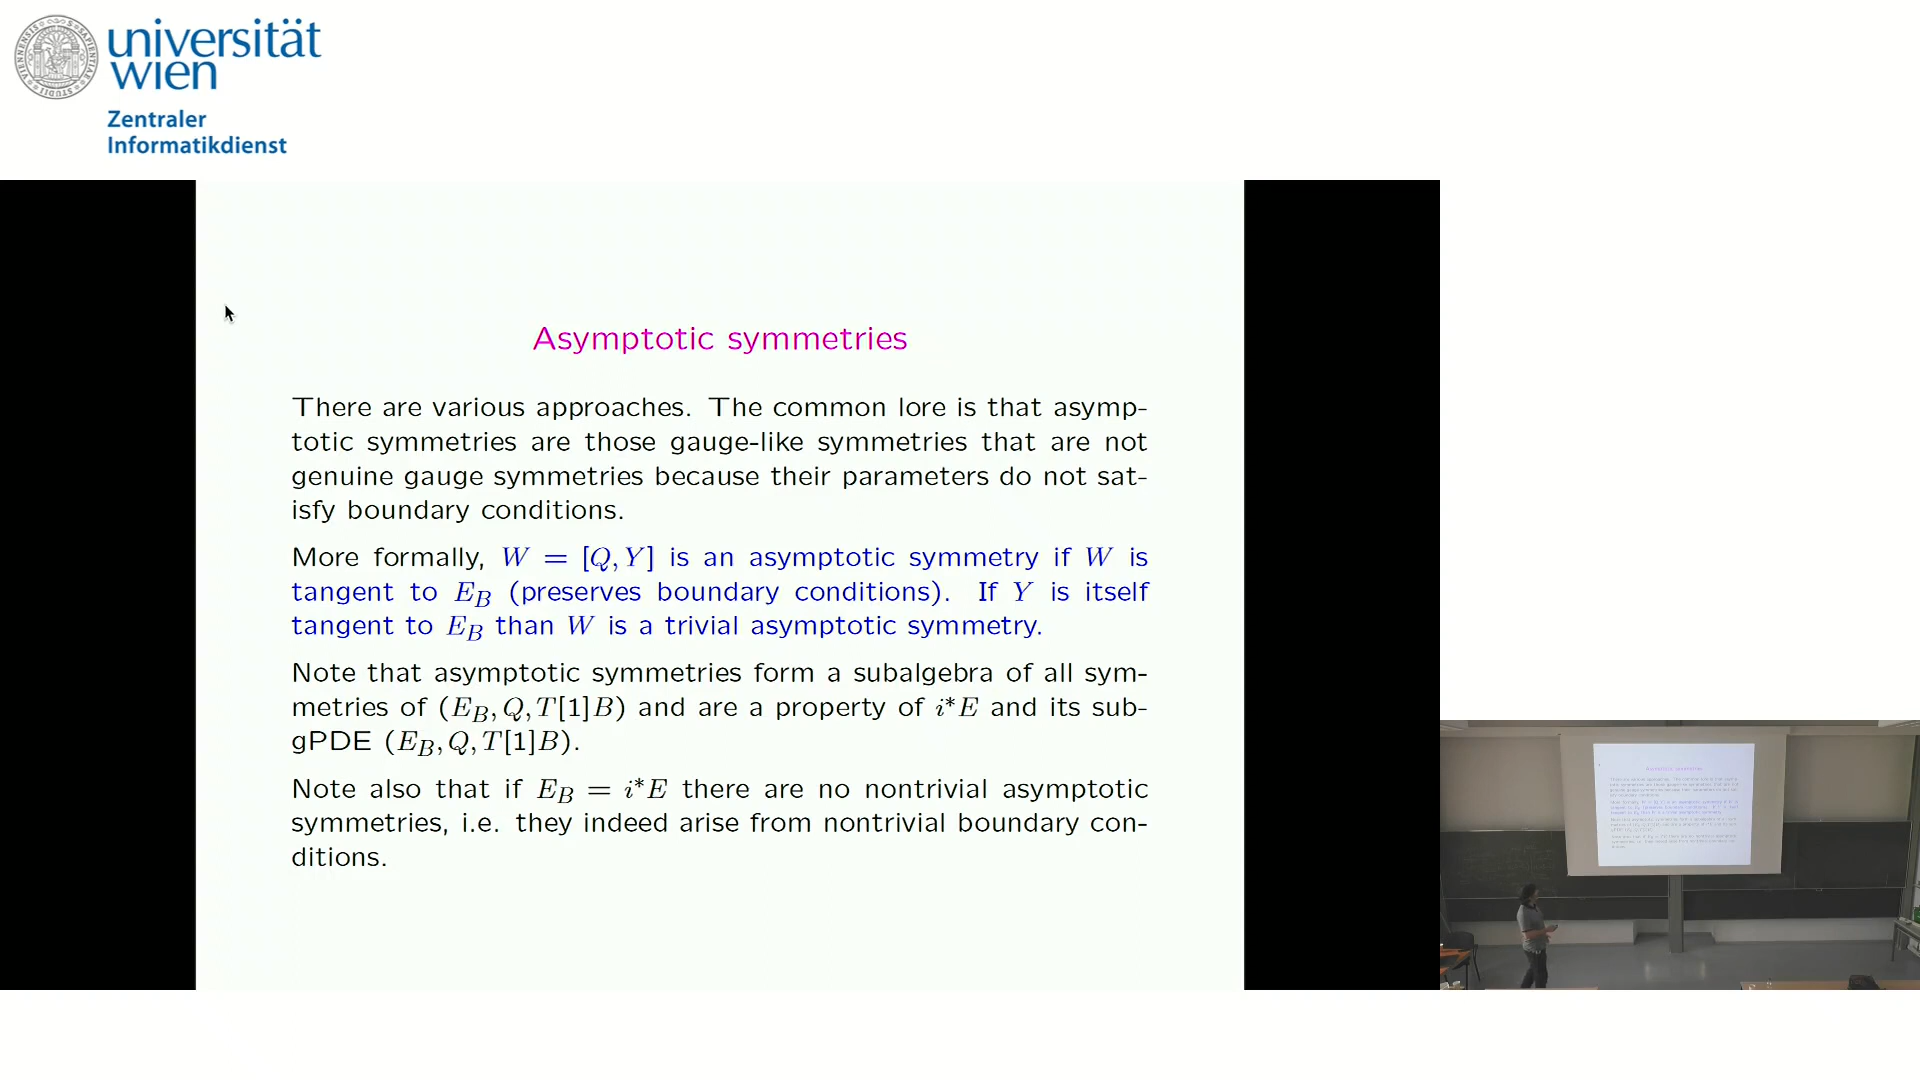 universität
wien
Zentraler
Informatikdienst
Asymptotic symmetries
There are various approaches. The common lore is that asymp-
totic symmetries are those gauge-like symmetries that are not
genuine gauge symmetries because their parameters do not sat-
isfy boundary conditions.
More formally, W = [Q, Y] is an asymptotic symmetry if W is
tangent to E_B (preserves boundary conditions). If Y is itself
tangent to E_B than W is a trivial asymptotic symmetry.
Note that asymptotic symmetries form a subalgebra of all sym-
metries of (E_B, Q, T[1]B) and are a property of i*E and its sub-
gPDE (E_B, Q, T[1]B).
Note also that if E_B = i*E there are no nontrivial asymptotic
symmetries, i.e. they indeed arise from nontrivial boundary con-
ditions.